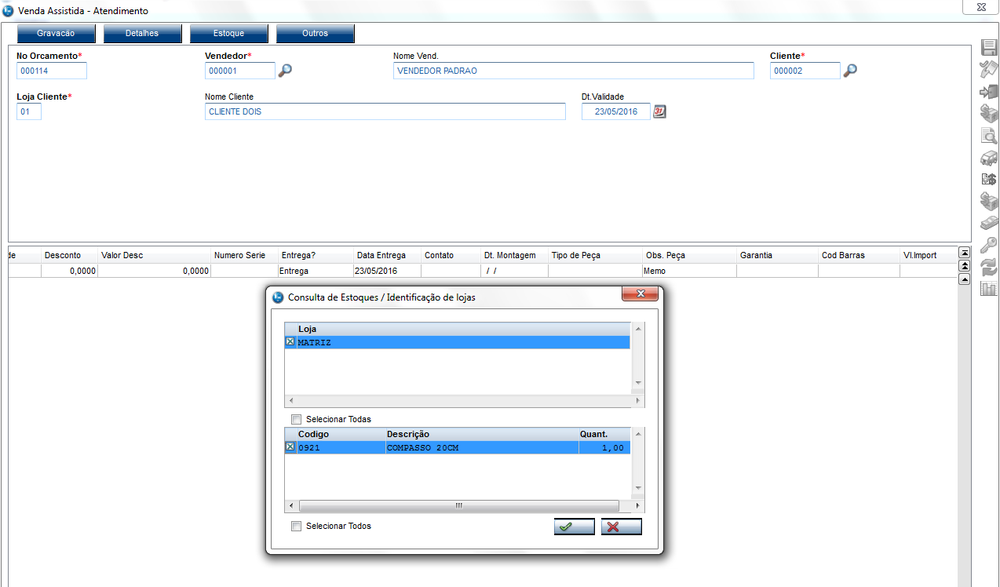 Venda Assistida - Atendimento
Gravacão Detalhes Estoque Outros
No Orcamento* Vendedor* Nome Vend. Cliente*
000114 000001 VENDEDOR PADRAO 000002
Loja Cliente* Nome Cliente Dt.Validade
01 CLIENTE DOIS 23/05/2016 31
de Desconto Valor Desc Numero Serie Entrega? Data Entrega Contato Dt. Montagem Tipo de Peça Obs. Peça Garantia Cod Barras Vl.Import
0,0000 0,0000 Entrega 23/05/2016 / / Memo
Consulta de Estoques / Identificação de lojas
Loja
MATRIZ
Selecionar Todas
Codigo Descrição Quant.
0921 COMPASSO 20CM 1,00
Selecionar Todos